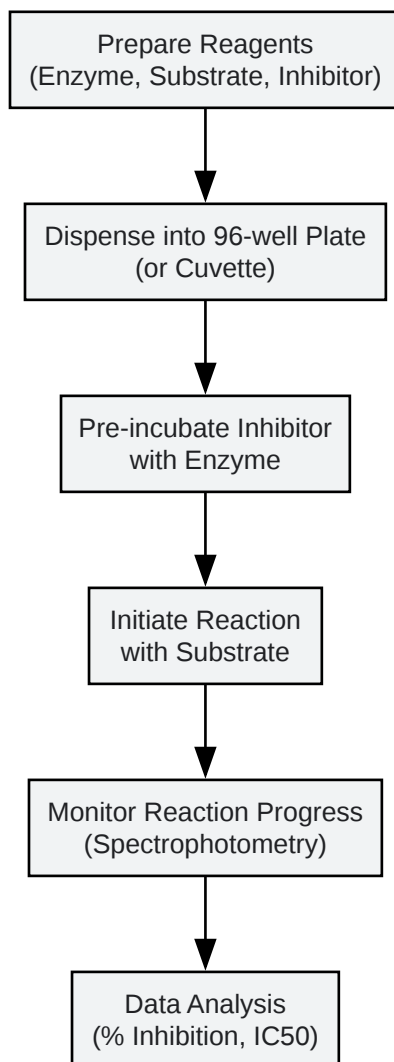 Prepare Reagents
(Enzyme, Substrate, Inhibitor)
Dispense into 96-well Plate
(or Cuvette)
Pre-incubate Inhibitor
with Enzyme
Initiate Reaction
with Substrate
Monitor Reaction Progress
(Spectrophotometry)
Data Analysis
(% Inhibition, IC50)